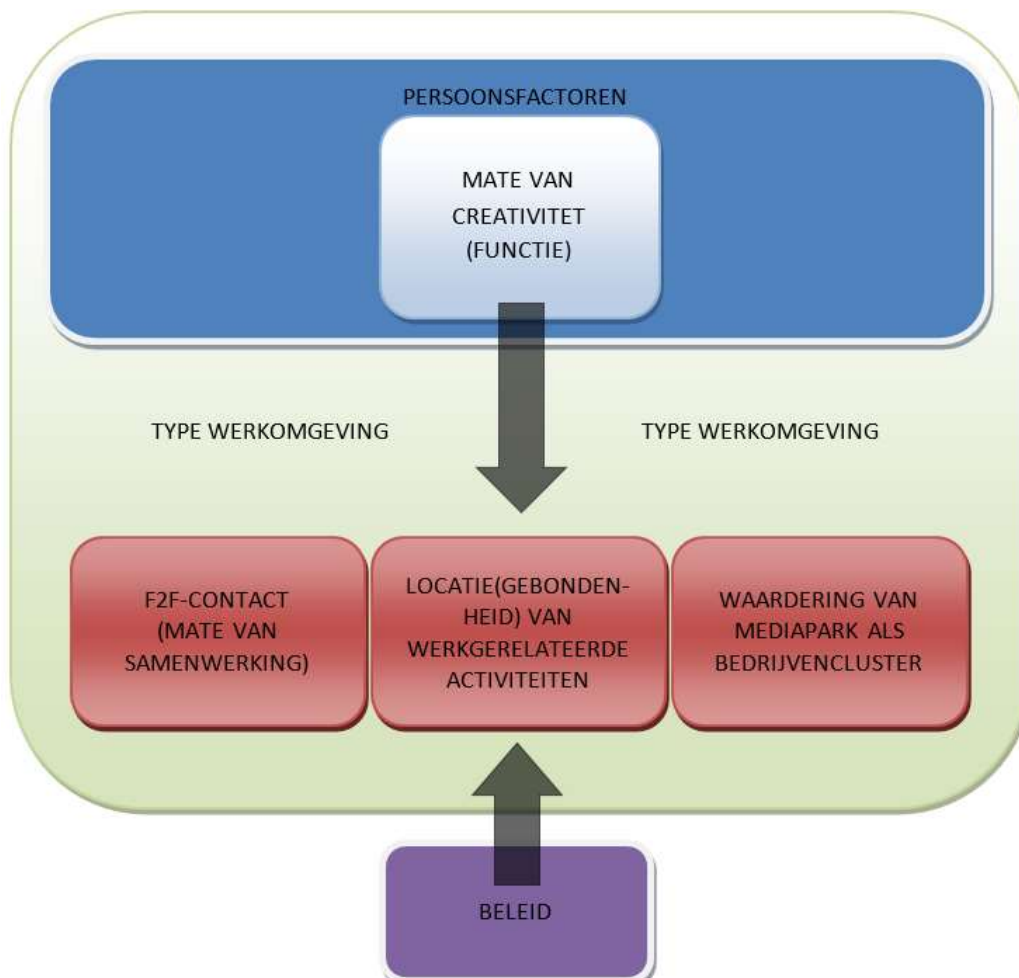 PERSOONSFACTOREN
MATE VAN
CREATIVITET
(FUNCTIE)
TYPE WERKOMGEVING
TYPE WERKOMGEVING
F2F-CONTACT
(MATE VAN
SAMENWERKING)
LOCATIE(GEBONDEN-
HEID) VAN
WERKGERELATEERDE
ACTIVITEITEN
WAARDERING VAN
MEDIAPARK ALS
BEDRIJVENCLUSTER
BELEID